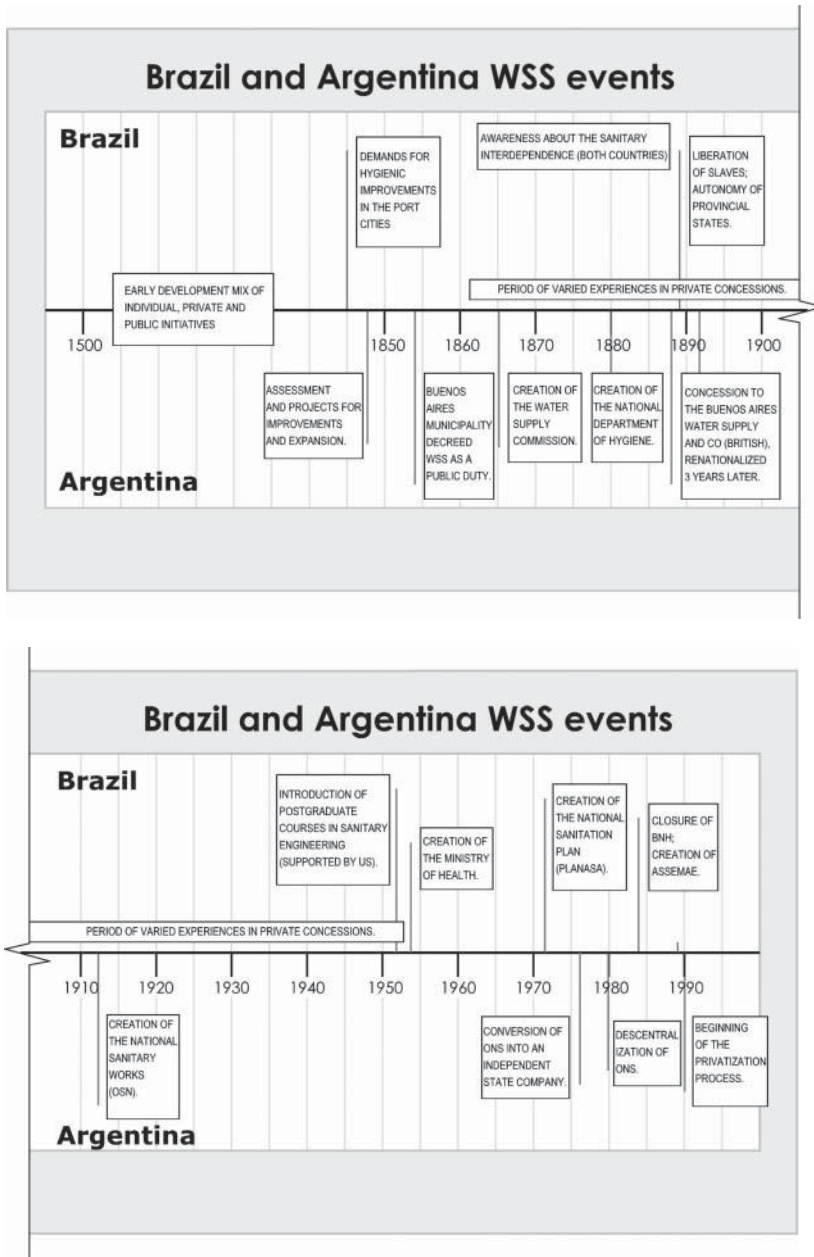 Brazil and Argentina WSS events
Brazil
DEMANDS FOR
HYGIENIC
IMPROVEMENTS
IN THE PORT
CITIES
AWARENESS ABOUT THE SANITARY
INTERDEPENDENCE (BOTH COUNTRIES)
LIBERATION
OF SLAVES;
AUTONOMY OF
PROVINCIAL
STATES.
EARLY DEVELOPMENT MIX OF
INDIVIDUAL, PRIVATE AND
PUBLIC INITIATIVES
PERIOD OF VARIED EXPERIENCES IN PRIVATE CONCESSIONS.
1500 1850 1860 1870 1880 1890 1900
ASSESSMENT
AND PROJECTS FOR
IMPROVEMENTS
AND EXPANSION.
BUENOS
AIRES
MUNICIPALITY
DECREED
WSS AS A
PUBLIC DUTY.
CREATION OF
THE WATER
SUPPLY
COMMISSION.
CREATION OF
THE NATIONAL
DEPARTMENT
OF HYGIENE.
CONCESSION TO
THE BUENOS AIRES
WATER SUPPLY
AND CO (BRITISH),
RENATIONALIZED
3 YEARS LATER.
Argentina
Brazil and Argentina WSS events
Brazil
INTRODUCTION OF
POSTGRADUATE
COURSES IN SANITARY
ENGINEERING
(SUPPORTED BY US).
CREATION OF
THE MINISTRY
OF HEALTH.
CREATION OF
THE NATIONAL
SANITATION
PLAN
(PLANASA).
CLOSURE OF
BNH;
CREATION OF
ASSEMAE.
PERIOD OF VARIED EXPERIENCES IN PRIVATE CONCESSIONS.
1910 1920 1930 1940 1950 1960 1970 1980 1990
CREATION OF
THE NATIONAL
SANITARY
WORKS
(OSN).
CONVERSION OF
ONS INTO AN
INDEPENDENT
STATE COMPANY.
DESCENTRAL
IZATION OF
ONS.
BEGINNING
OF THE
PRIVATIZATION
PROCESS.
Argentina